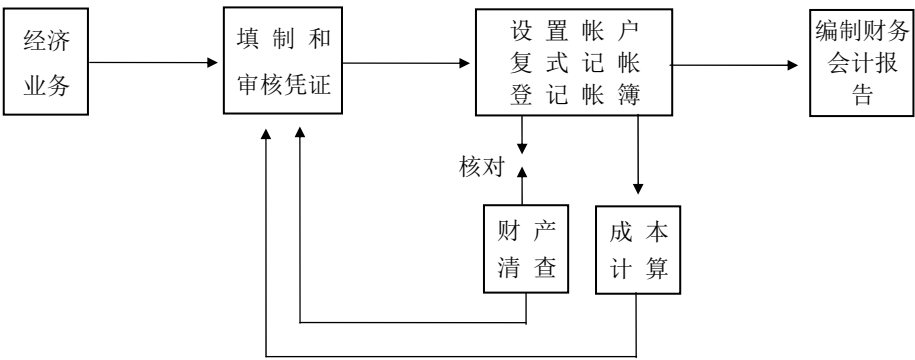 经济
业务
填制和
审核凭证
设置帐户
复式记帐
登记帐簿
编制财务
会计报
告
核对
财产
清查
成本
计算